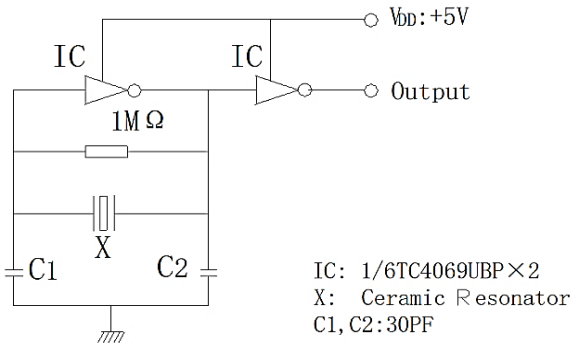 VDD:+5V
IC
IC
Output
1MΩ
X
C1
C2
IC: 1/6TC4069UBP×2
X: Ceramic Resonator
C1,C2:30PF